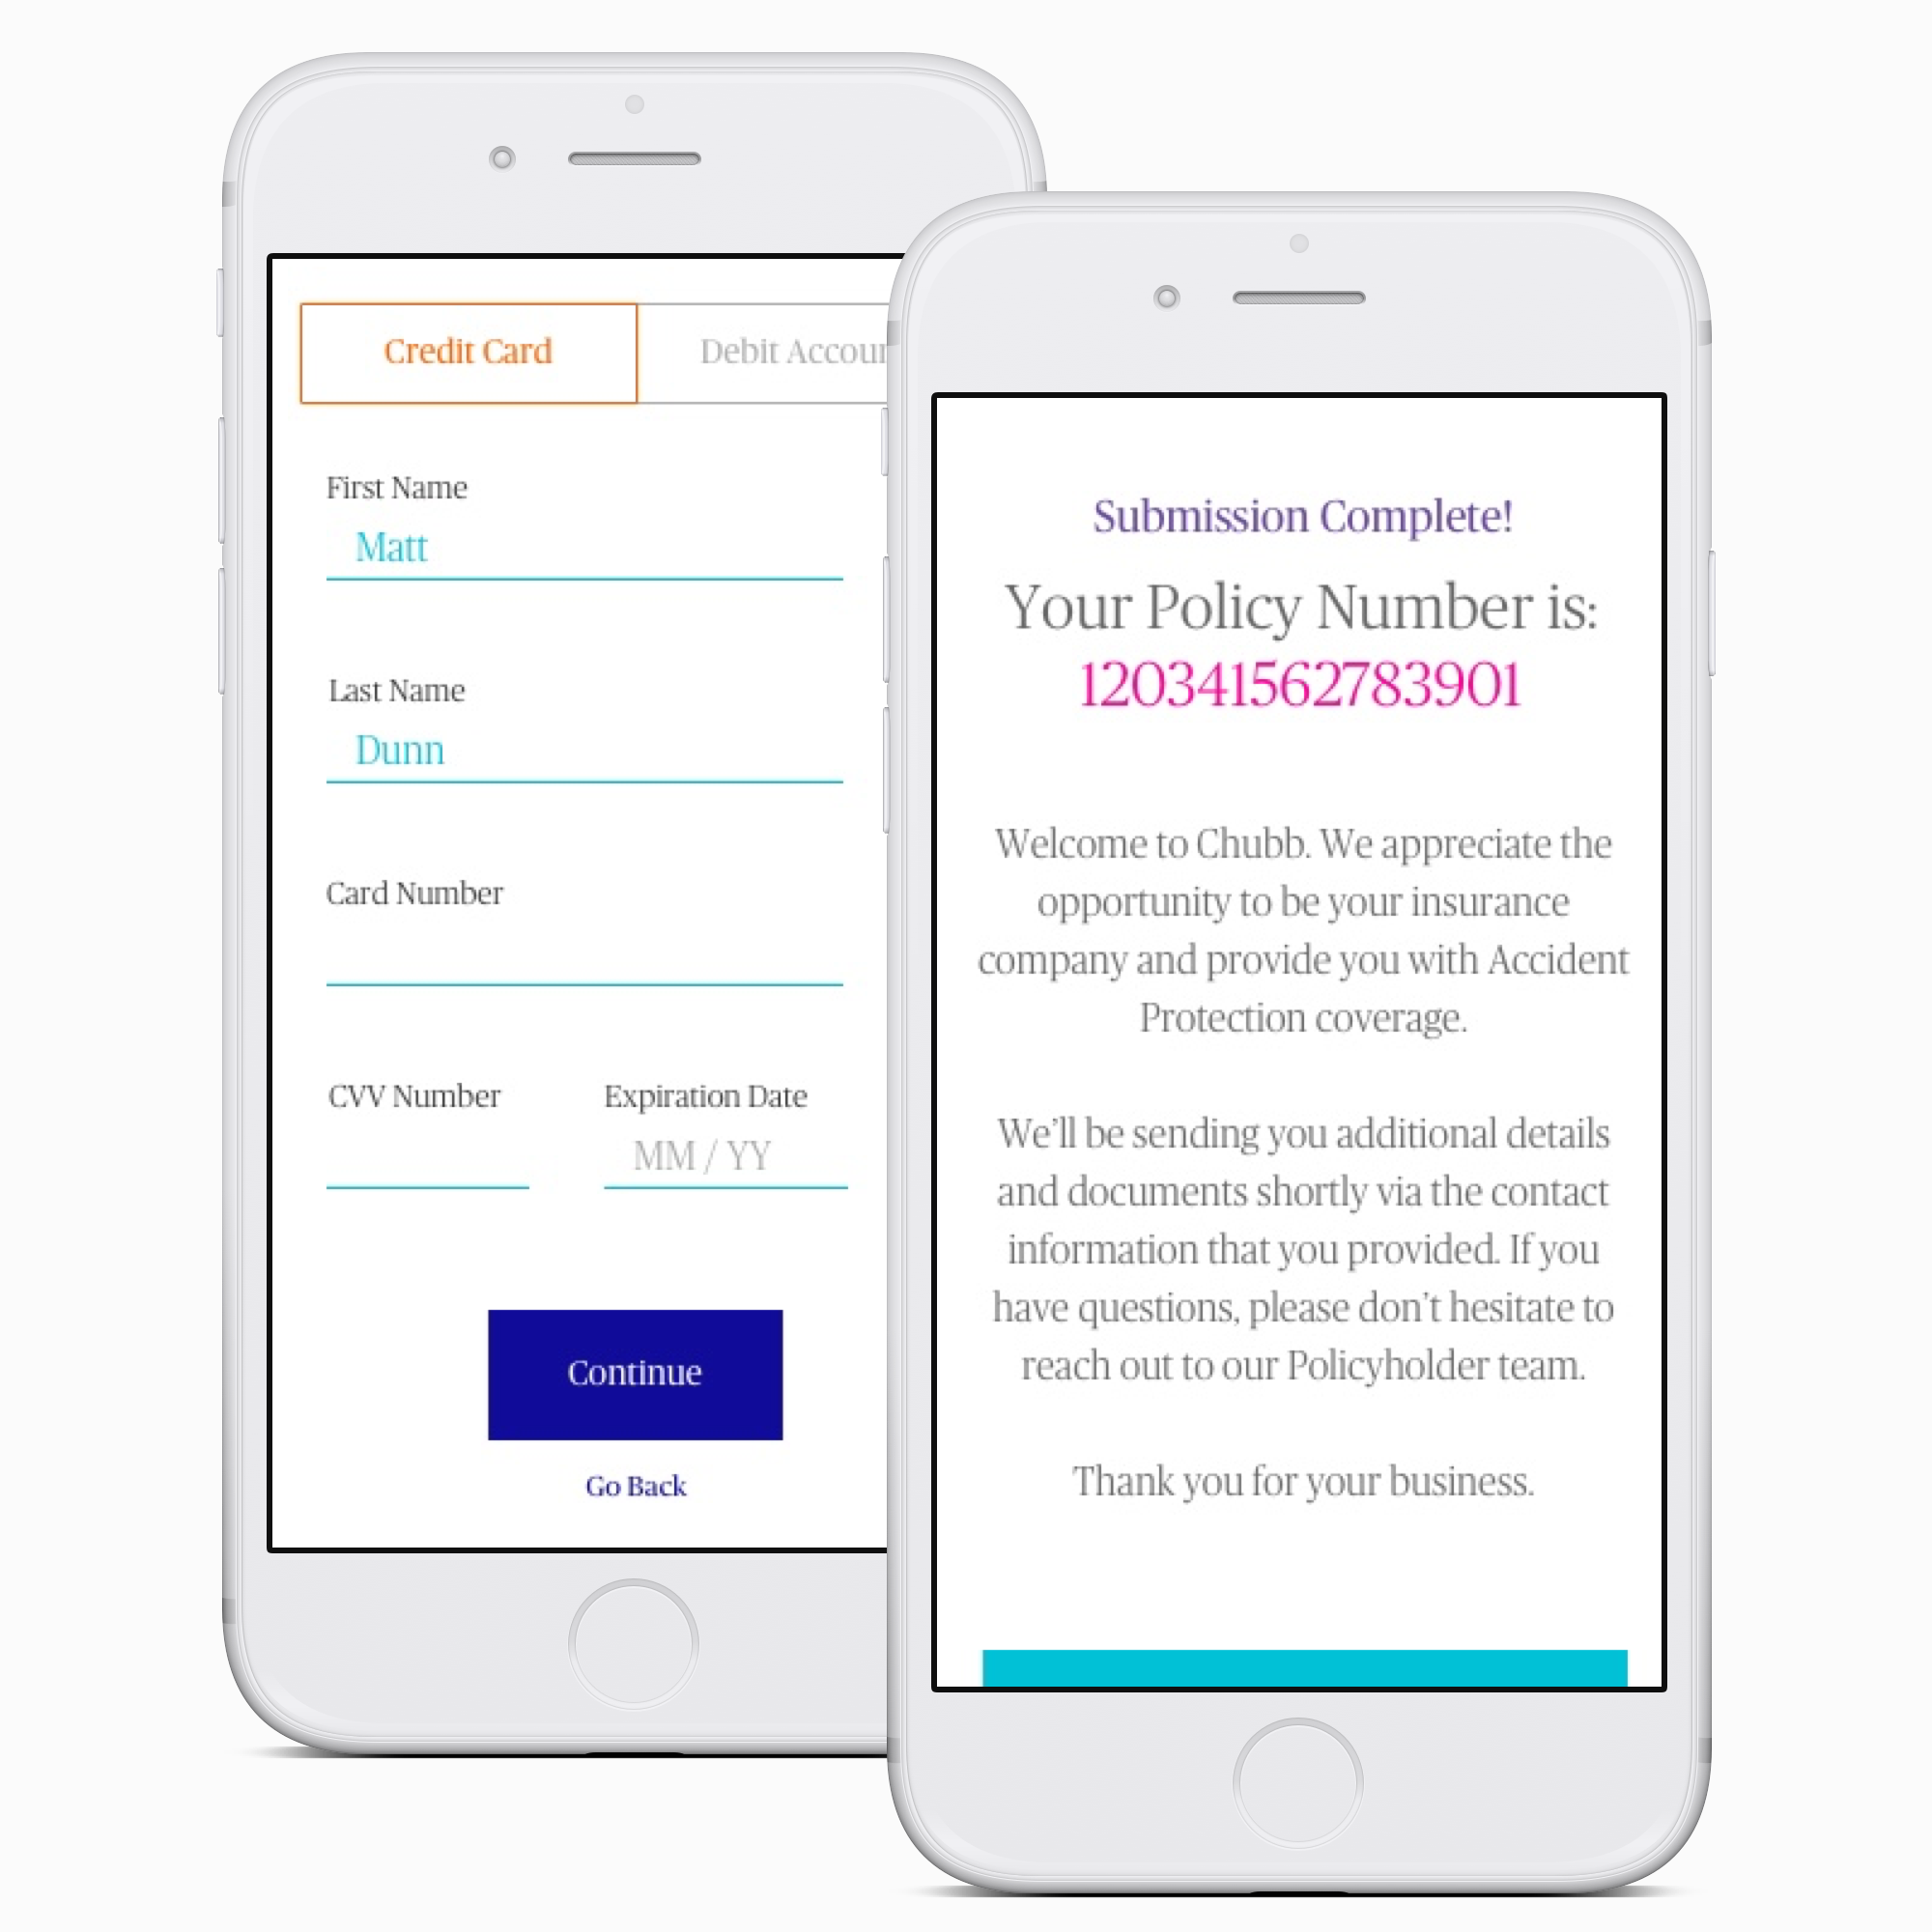 Credit Card
Debit
First Name
Matt
Last Name
Dunn
Card Number
CVV Number
Expiration Date
MM / YY
Continue
Go Back
Submission Complete!
Your Policy Number is:
120341562783901
Welcome to Chubb. We appreciate the
opportunity to be your insurance
company and provide you with Accident
Protection coverage.
We'll be sending you additional details
and documents shortly via the contact
information that you provided. If you
have questions, please don't hesitate to
reach out to our Policyholder team.
Thank you for your business.